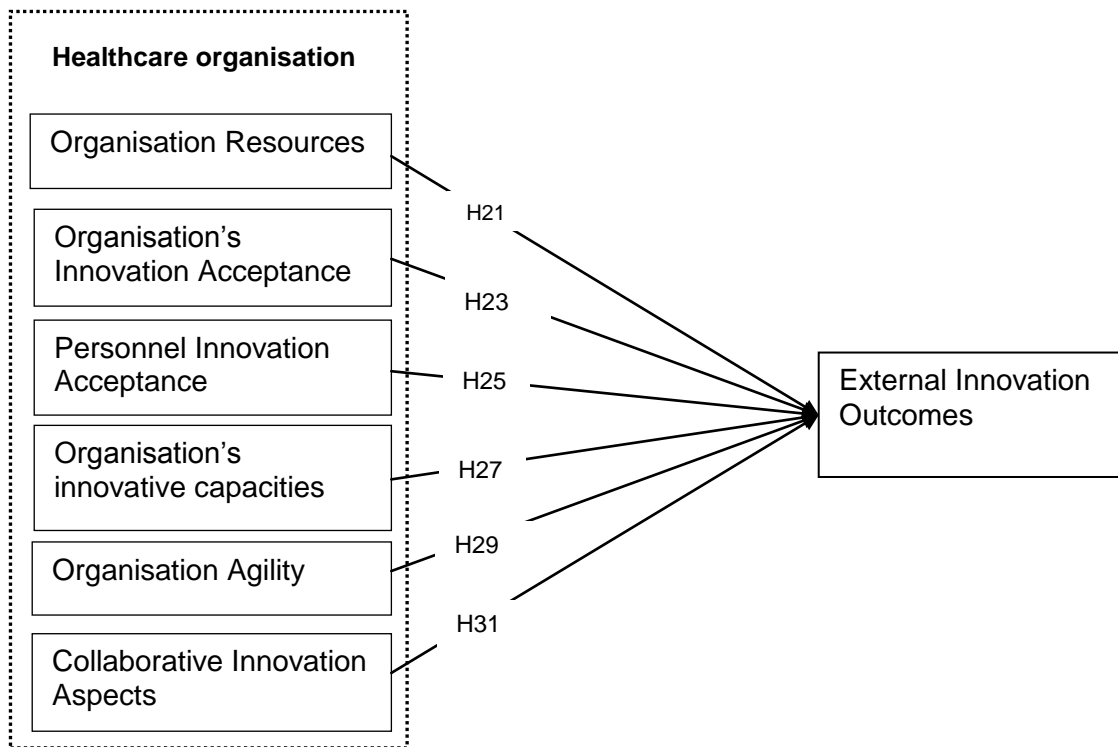 Healthcare organisation
Organisation Resources
H21
Organisation’s
Innovation Acceptance
H23
Personnel Innovation
Acceptance
H25
External Innovation
Outcomes
Organisation’s
innovative capacities
H27
Organisation Agility
H29
H31
Collaborative Innovation
Aspects